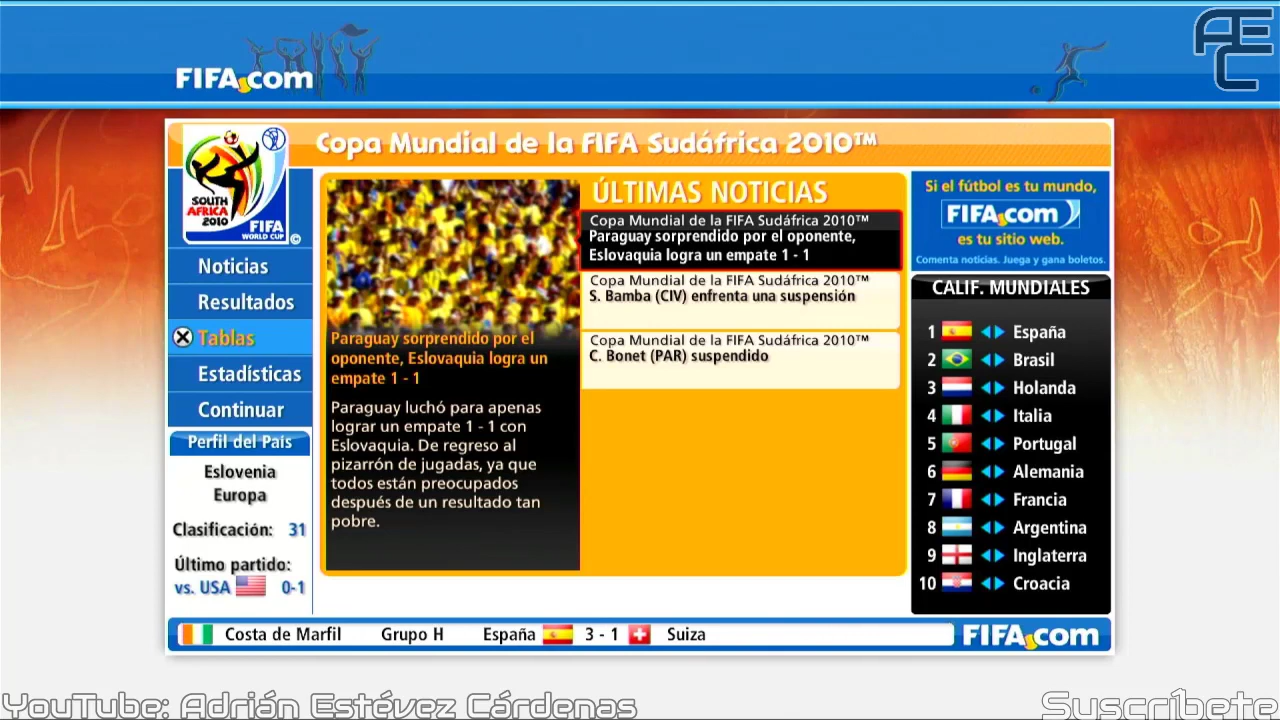 AEC
FIFA.com
Copa Mundial de la FIFA Sudáfrica 2010™
SOUTH
AFRICA
2010
FIFA
WORLD CUP
©
Noticias
Resultados
Tablas
Estadísticas
Continuar
Perfil del País
Eslovenia
Europa
Clasificación: 31
Último partido:
vs. USA 0-1
Paraguay sorprendido por el
oponente, Eslovaquia logra un
empate 1 - 1
Paraguay luchó para apenas
lograr un empate 1 - 1 con
Eslovaquia. De regreso al
pizarrón de jugadas, ya que
todos están preocupados
después de un resultado tan
pobre.
ÚLTIMAS NOTICIAS
Copa Mundial de la FIFA Sudáfrica 2010™
Paraguay sorprendido por el oponente,
Eslovaquia logra un empate 1 - 1
Copa Mundial de la FIFA Sudáfrica 2010™
S. Bamba (CIV) enfrenta una suspensión
Copa Mundial de la FIFA Sudáfrica 2010™
C. Bonet (PAR) suspendido
Si el fútbol es tu mundo,
FIFA.com
es tu sitio web.
Comenta noticias. Juega y gana boletos.
CALIF. MUNDIALES
1 España
2 Brasil
3 Holanda
4 Italia
5 Portugal
6 Alemania
7 Francia
8 Argentina
9 Inglaterra
10 Croacia
Costa de Marfil Grupo H España 3 - 1 Suiza
FIFA.com
YouTube: Adrián Estévez Cárdenas
Suscríbete